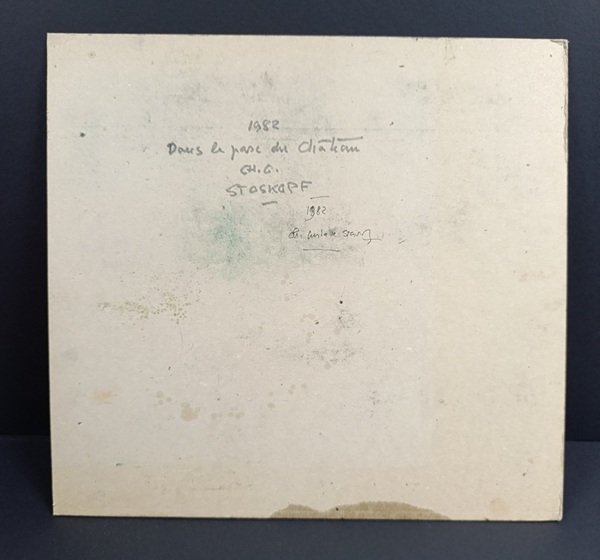 1982
Dans le parc du Château
CH. G.
STOSKOPF
1982